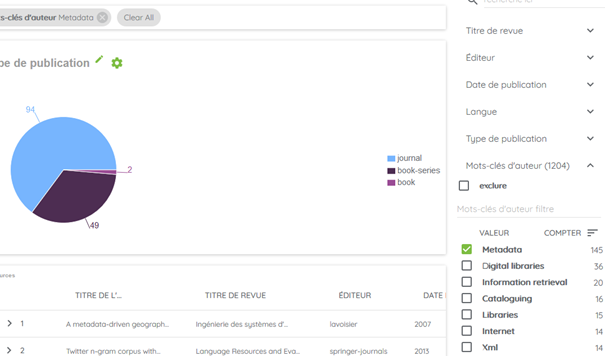 s-clés d'auteur Metadata
Clear All
pe de publication
94
2
49
journal
book-series
book
TITRE DE L'...
TITRE DE REVUE
ÉDITEUR
DATE
1
A metadata-driven geograph...
Ingénierie des systèmes d'...
lavoisier
2007
2
Twitter n-gram corpus with...
Language Resources and Eva...
springer-journals
2013
Titre de revue
Éditeur
Date de publication
Langue
Type de publication
Mots-clés d'auteur (1204)
exclure
Mots-clés d'auteur filtre
VALEUR
COMPTER
Metadata 145
Digital libraries 36
Information retrieval 20
Cataloguing 16
Libraries 15
Internet 14
Xml 14